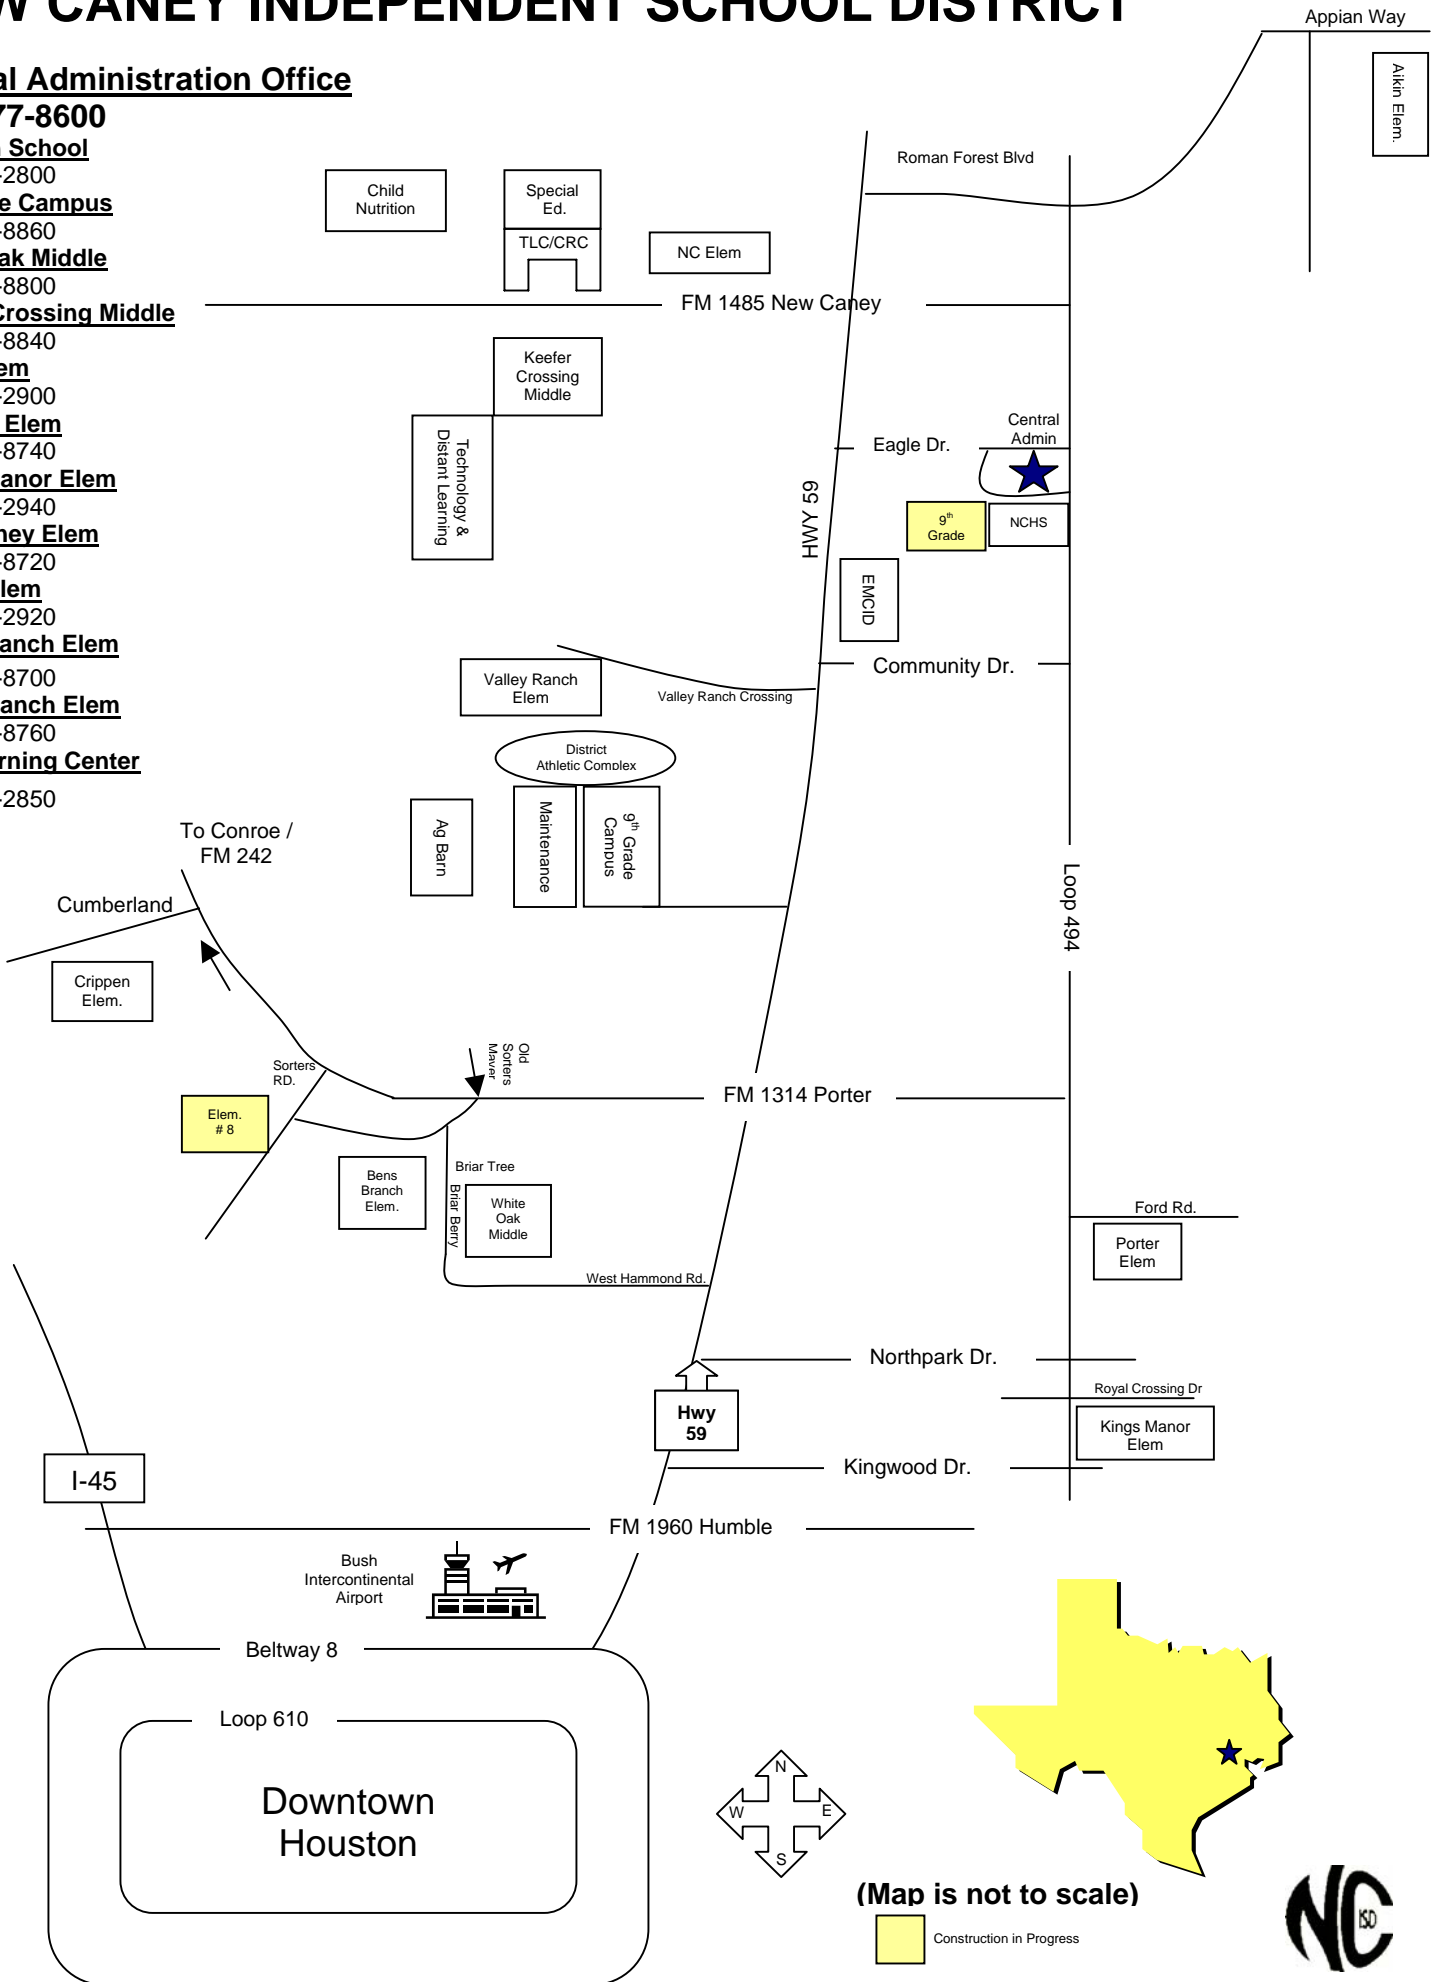 W CANEY INDEPENDENT SCHOOL DISTRICT
al Administration Office
77-8600
h School
-2800
e Campus
-8860
ak Middle
-8800
Crossing Middle
-8840
em
-2900
Elem
-8740
anor Elem
-2940
ney Elem
-8720
lem
-2920
anch Elem
-8700
anch Elem
-8760
rning Center
-2850
Appian Way
Aikin Elem.
Roman Forest Blvd
Child
Nutrition
Special
Ed.
TLC/CRC
NC Elem
FM 1485 New Caney
Keefer
Crossing
Middle
Technology &
Distant Learning
Central
Admin
Eagle Dr.
HWY 59
9th
Grade
NCHS
EMCID
Community Dr.
Valley Ranch
Elem
Valley Ranch Crossing
District
Athletic Complex
Ag Barn
Maintenance
9th Grade
Campus
To Conroe /
FM 242
Cumberland
Crippen
Elem.
Loop 494
Sorters
RD.
Old
Sorters
Mayer
FM 1314 Porter
Elem.
# 8
Bens
Branch
Elem.
Briar Tree
Briar Berry
White
Oak
Middle
West Hammond Rd.
Ford Rd.
Porter
Elem
Northpark Dr.
Royal Crossing Dr
Kings Manor
Elem
Hwy
59
Kingwood Dr.
I-45
FM 1960 Humble
Bush
Intercontinental
Airport
Beltway 8
Loop 610
Downtown
Houston
N
W
E
S
(Map is not to scale)
Construction in Progress
NC
ISD